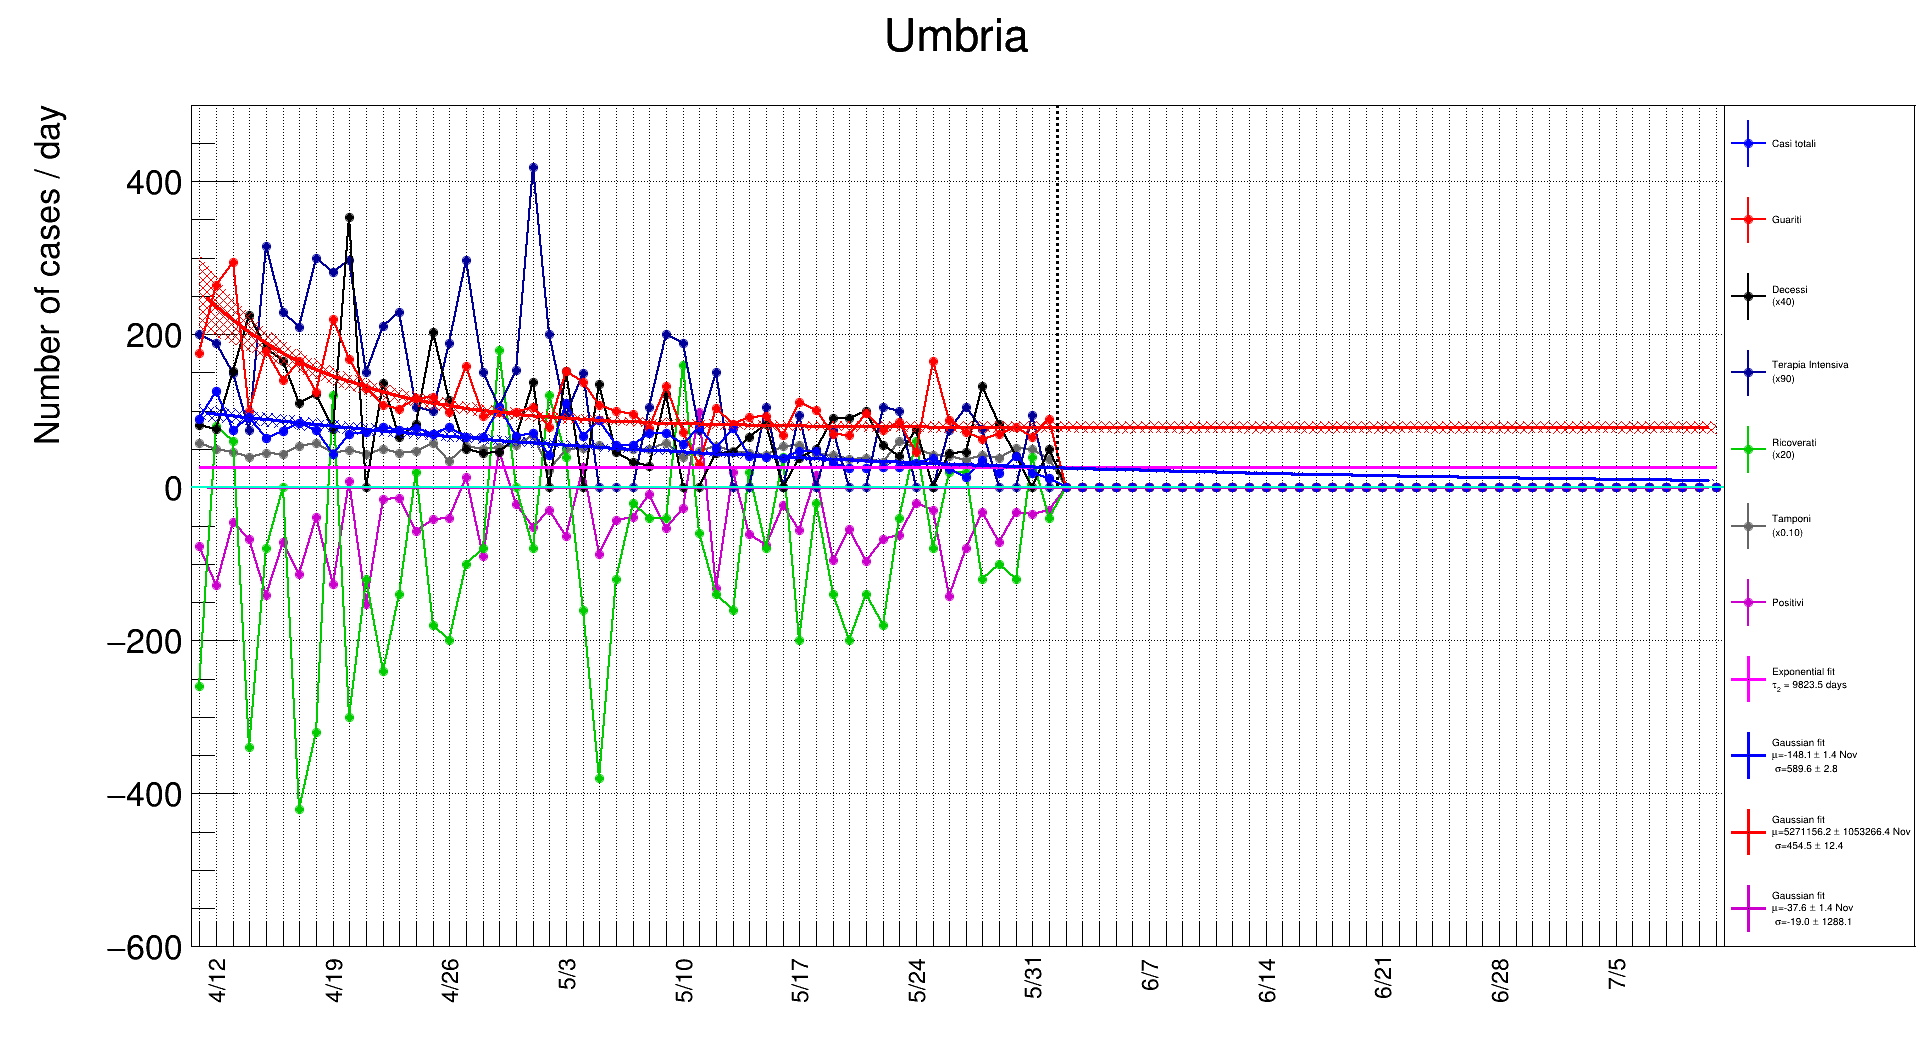 Umbria
Number of cases / day
400
200
0
−200
−400
−600
4/12
4/19
4/26
5/3
5/10
5/17
5/24
5/31
6/7
6/14
6/21
6/28
7/5
Casi totali
Guariti
Decessi
(x40)
Terapia Intensiva
(x90)
Ricoverati
(x20)
Tamponi
(x0.10)
Positivi
Exponential fit
τ2 = 9823.5 days
Gaussian fit
μ=-148.1 ± 1.4 Nov
σ=589.6 ± 2.8
Gaussian fit
μ=5271156.2 ± 1053266.4 Nov
σ=454.5 ± 12.4
Gaussian fit
μ=-37.6 ± 1.4 Nov
σ=-19.0 ± 1288.1